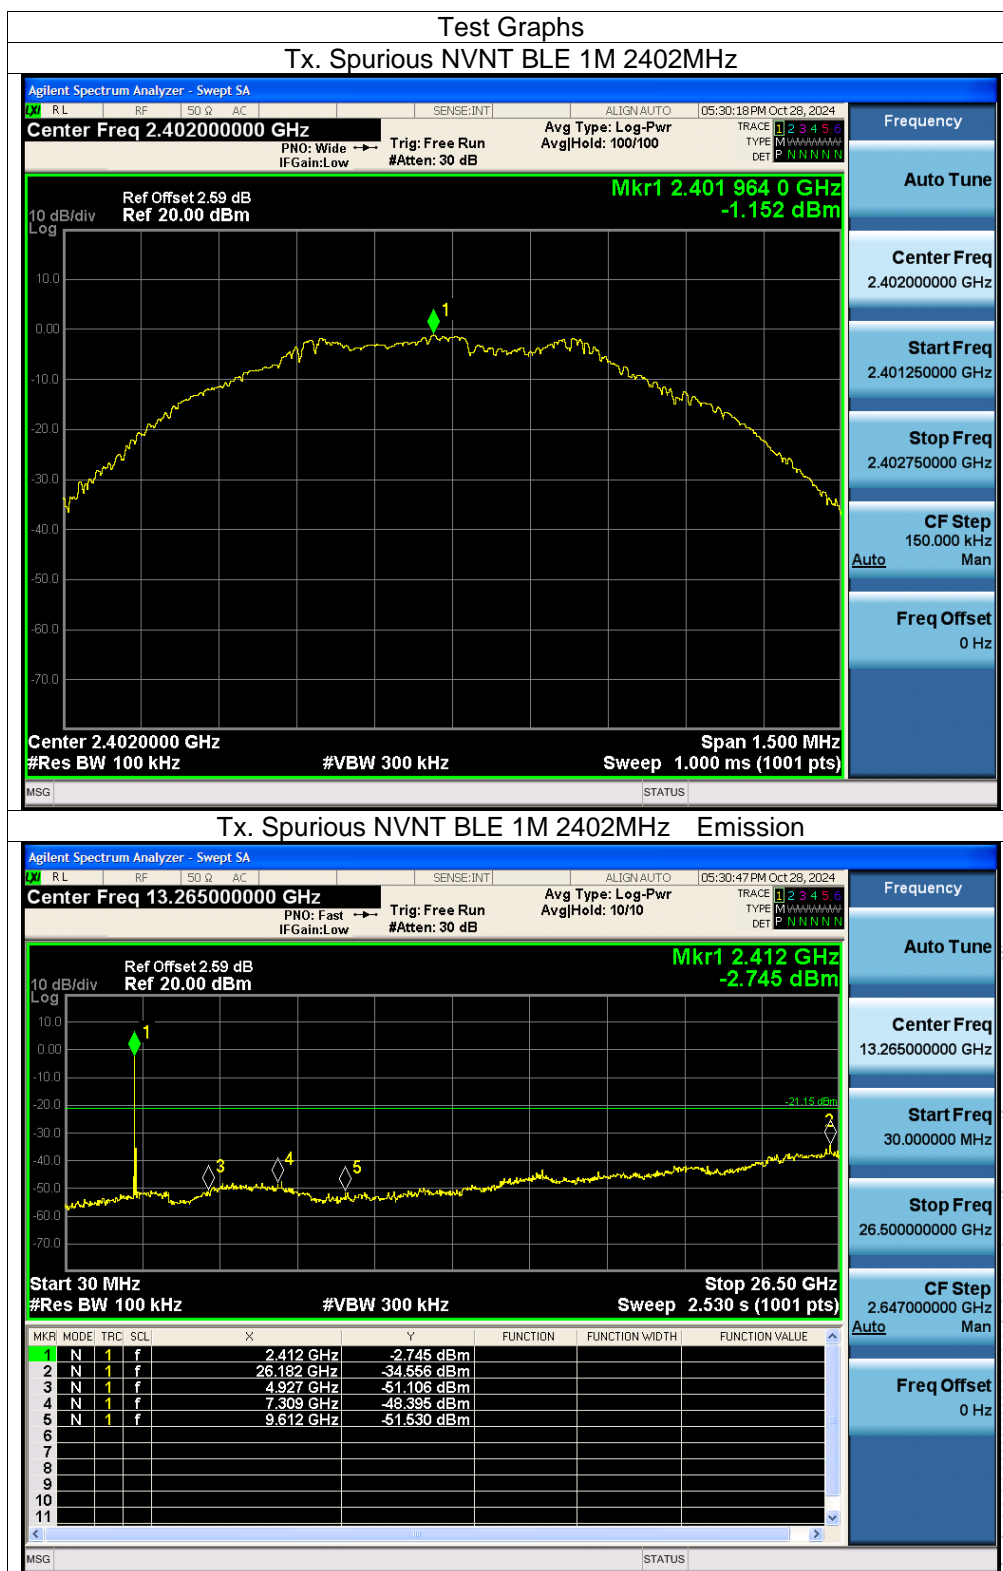 Test Graphs
Tx. Spurious NVNT BLE 1M 2402MHz
Agilent Spectrum Analyzer - Swept SA
LXI RL RF 50 Ω AC SENSE:INT ALIGN AUTO 05:30:18 PM Oct 28, 2024
Center Freq 2.402000000 GHz
PNO: Wide
IFGain:Low
Trig: Free Run
#Atten: 30 dB
Avg Type: Log-Pwr
Avg|Hold: 100/100
TRACE 1 2 3 4 5 6
TYPE M
DET P N N N N N
Ref Offset 2.59 dB
10 dB/div Ref 20.00 dBm
Log
Mkr1 2.401 964 0 GHz
-1.152 dBm
10.0
0.00
-10.0
-20.0
-30.0
-40.0
-50.0
-60.0
-70.0
1
Center 2.4020000 GHz Span 1.500 MHz
#Res BW 100 kHz #VBW 300 kHz Sweep 1.000 ms (1001 pts)
MSG STATUS
Frequency
Auto Tune
Center Freq
2.402000000 GHz
Start Freq
2.401250000 GHz
Stop Freq
2.402750000 GHz
CF Step
150.000 kHz
Auto Man
Freq Offset
0 Hz
Tx. Spurious NVNT BLE 1M 2402MHz Emission
Agilent Spectrum Analyzer - Swept SA
LXI RL RF 50 Ω AC SENSE:INT ALIGN AUTO 05:30:47 PM Oct 28, 2024
Center Freq 13.265000000 GHz
PNO: Fast
IFGain:Low
Trig: Free Run
#Atten: 30 dB
Avg Type: Log-Pwr
Avg|Hold: 10/10
TRACE 1 2 3 4 5 6
TYPE M
DET P N N N N N
Ref Offset 2.59 dB
10 dB/div Ref 20.00 dBm
Log
Mkr1 2.412 GHz
-2.745 dBm
10.0
0.00
-10.0
-20.0
-30.0
-40.0
-50.0
-60.0
-70.0
1
-21.15 dBm
2
3
4
5
Start 30 MHz Stop 26.50 GHz
#Res BW 100 kHz #VBW 300 kHz Sweep 2.530 s (1001 pts)
MKR MODE TRC SCL X Y FUNCTION FUNCTION WIDTH FUNCTION VALUE
1 N 1 f 2.412 GHz -2.745 dBm
2 N 1 f 26.182 GHz -34.556 dBm
3 N 1 f 4.927 GHz -51.106 dBm
4 N 1 f 7.309 GHz -48.395 dBm
5 N 1 f 9.612 GHz -51.530 dBm
6
7
8
9
10
11
MSG STATUS
Frequency
Auto Tune
Center Freq
13.265000000 GHz
Start Freq
30.000000 MHz
Stop Freq
26.500000000 GHz
CF Step
2.647000000 GHz
Auto Man
Freq Offset
0 Hz